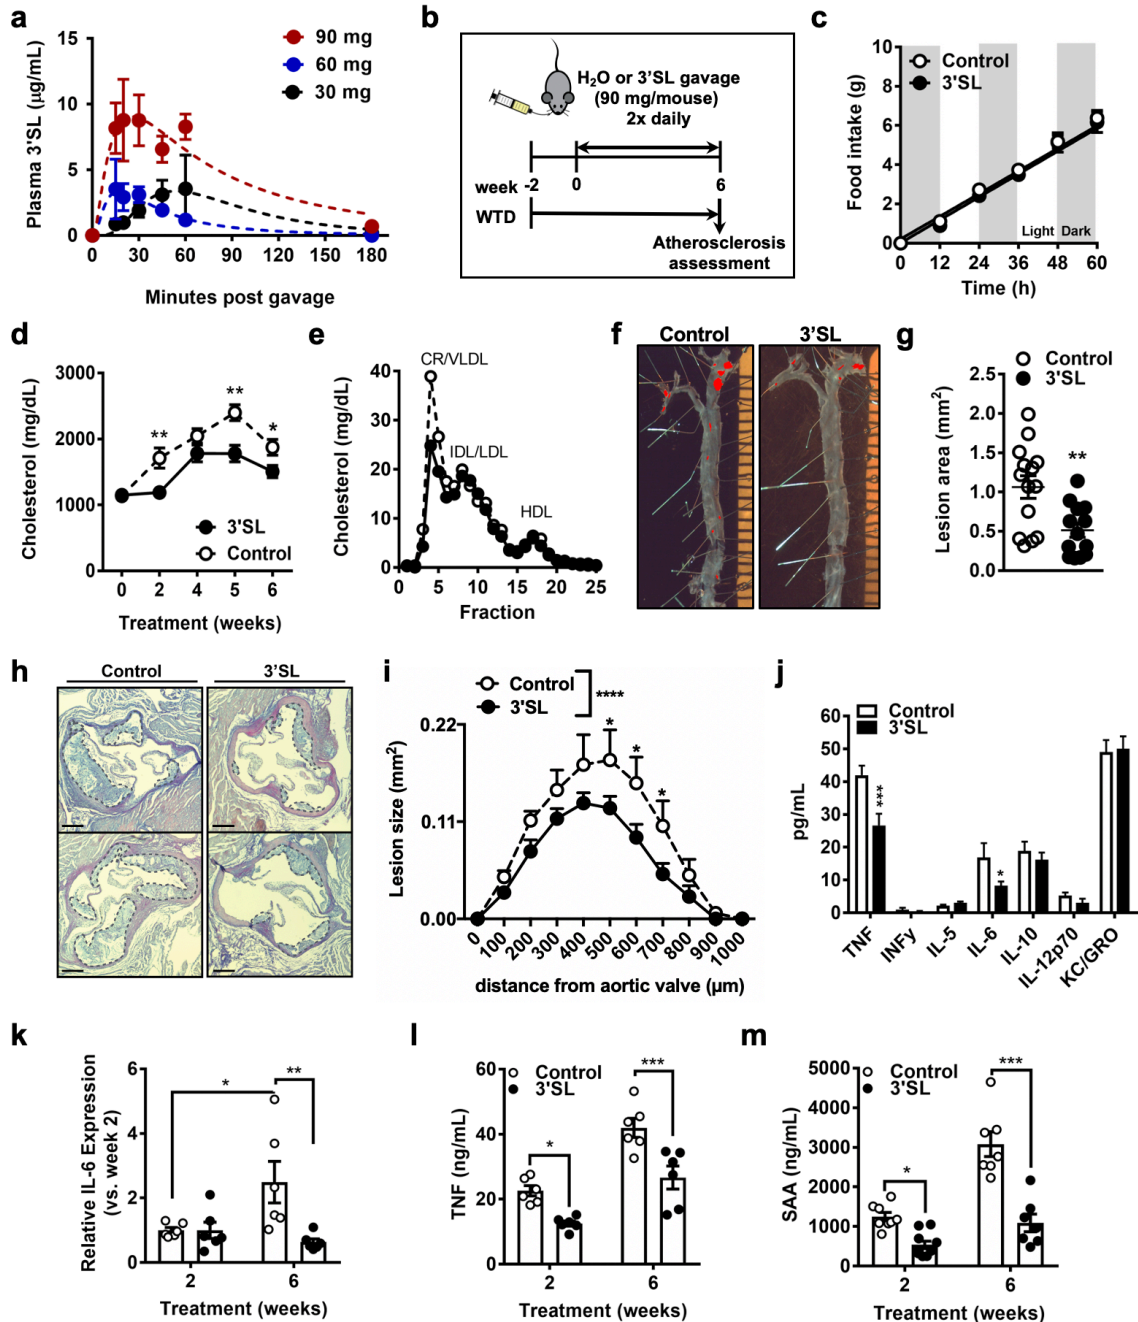 a
Plasma 3'SL (µg/mL)
15
10
5
0
90 mg
60 mg
30 mg
0 30 60 90 120 150 180
Minutes post gavage
b
H₂O or 3'SL gavage
(90 mg/mouse)
2x daily
week -2 0 6
WTD
Atherosclerosis
assessment
c
Food intake (g)
10
8
6
4
2
0
Control
3'SL
Light Dark
0 12 24 36 48 60
Time (h)
d
Cholesterol (mg/dL)
3000
2000
1000
0
** ** *
3'SL
Control
0 2 4 5 6
Treatment (weeks)
e
Cholesterol (mg/dL)
40
30
20
10
0
CR/VLDL
IDL/LDL
HDL
0 5 10 15 20 25
Fraction
f
Control 3'SL
g
Control
3'SL
Lesion area (mm²)
2.5
2.0
1.5
1.0
0.5
0.0
**
h
Control 3'SL
i
Control
3'SL
****
Lesion size (mm²)
0.22
0.11
0.00
* * *
0 100 200 300 400 500 600 700 800 900 1000
distance from aortic valve (µm)
j
Control
3'SL
pg/mL
60
50
40
30
20
10
0
***
*
TNF INFy IL-5 IL-6 IL-10 IL-12p70 KC/GRO
k
Relative IL-6 Expression
(vs. week 2)
6
4
2
0
* **
2 6
Treatment (weeks)
l
Control
3'SL
TNF (ng/mL)
60
40
20
0
* ***
2 6
Treatment (weeks)
m
Control
3'SL
SAA (ng/mL)
5000
4000
3000
2000
1000
0
* ***
2 6
Treatment (weeks)